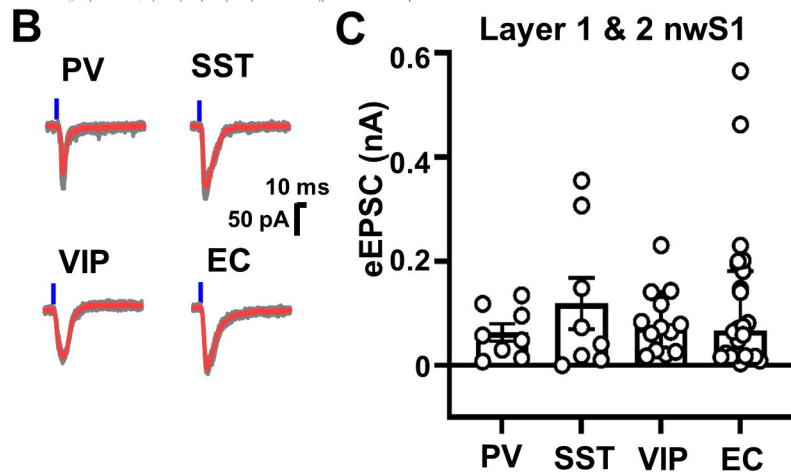 B
PV
SST
10 ms
50 pA
VIP
EC
C
Layer 1 & 2 nwS1
eEPSC (nA)
0.6
0.4
0.2
0
PV
SST
VIP
EC